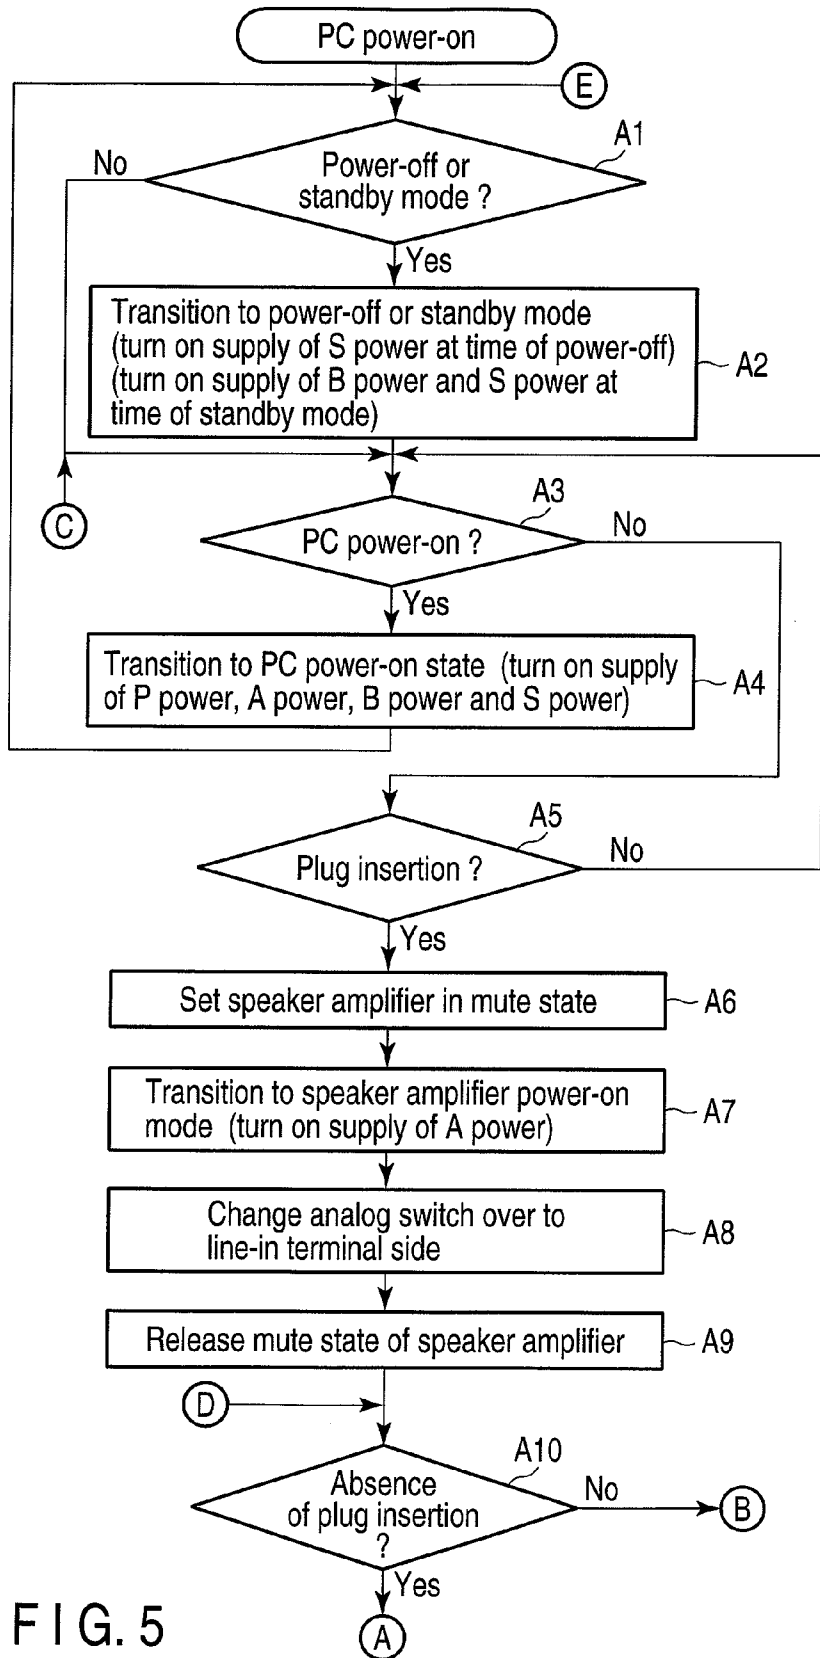 PC power-on
E
A1
No
Power-off or
standby mode ?
Yes
Transition to power-off or standby mode
(turn on supply of S power at time of power-off)
(turn on supply of B power and S power at
time of standby mode)
A2
C
A3
PC power-on ?
No
Yes
Transition to PC power-on state (turn on supply
of P power, A power, B power and S power)
A4
A5
Plug insertion ?
No
Yes
Set speaker amplifier in mute state
A6
Transition to speaker amplifier power-on
mode (turn on supply of A power)
A7
Change analog switch over to
line-in terminal side
A8
Release mute state of speaker amplifier
A9
D
A10
Absence
of plug insertion
?
No
B
Yes
A
FIG. 5